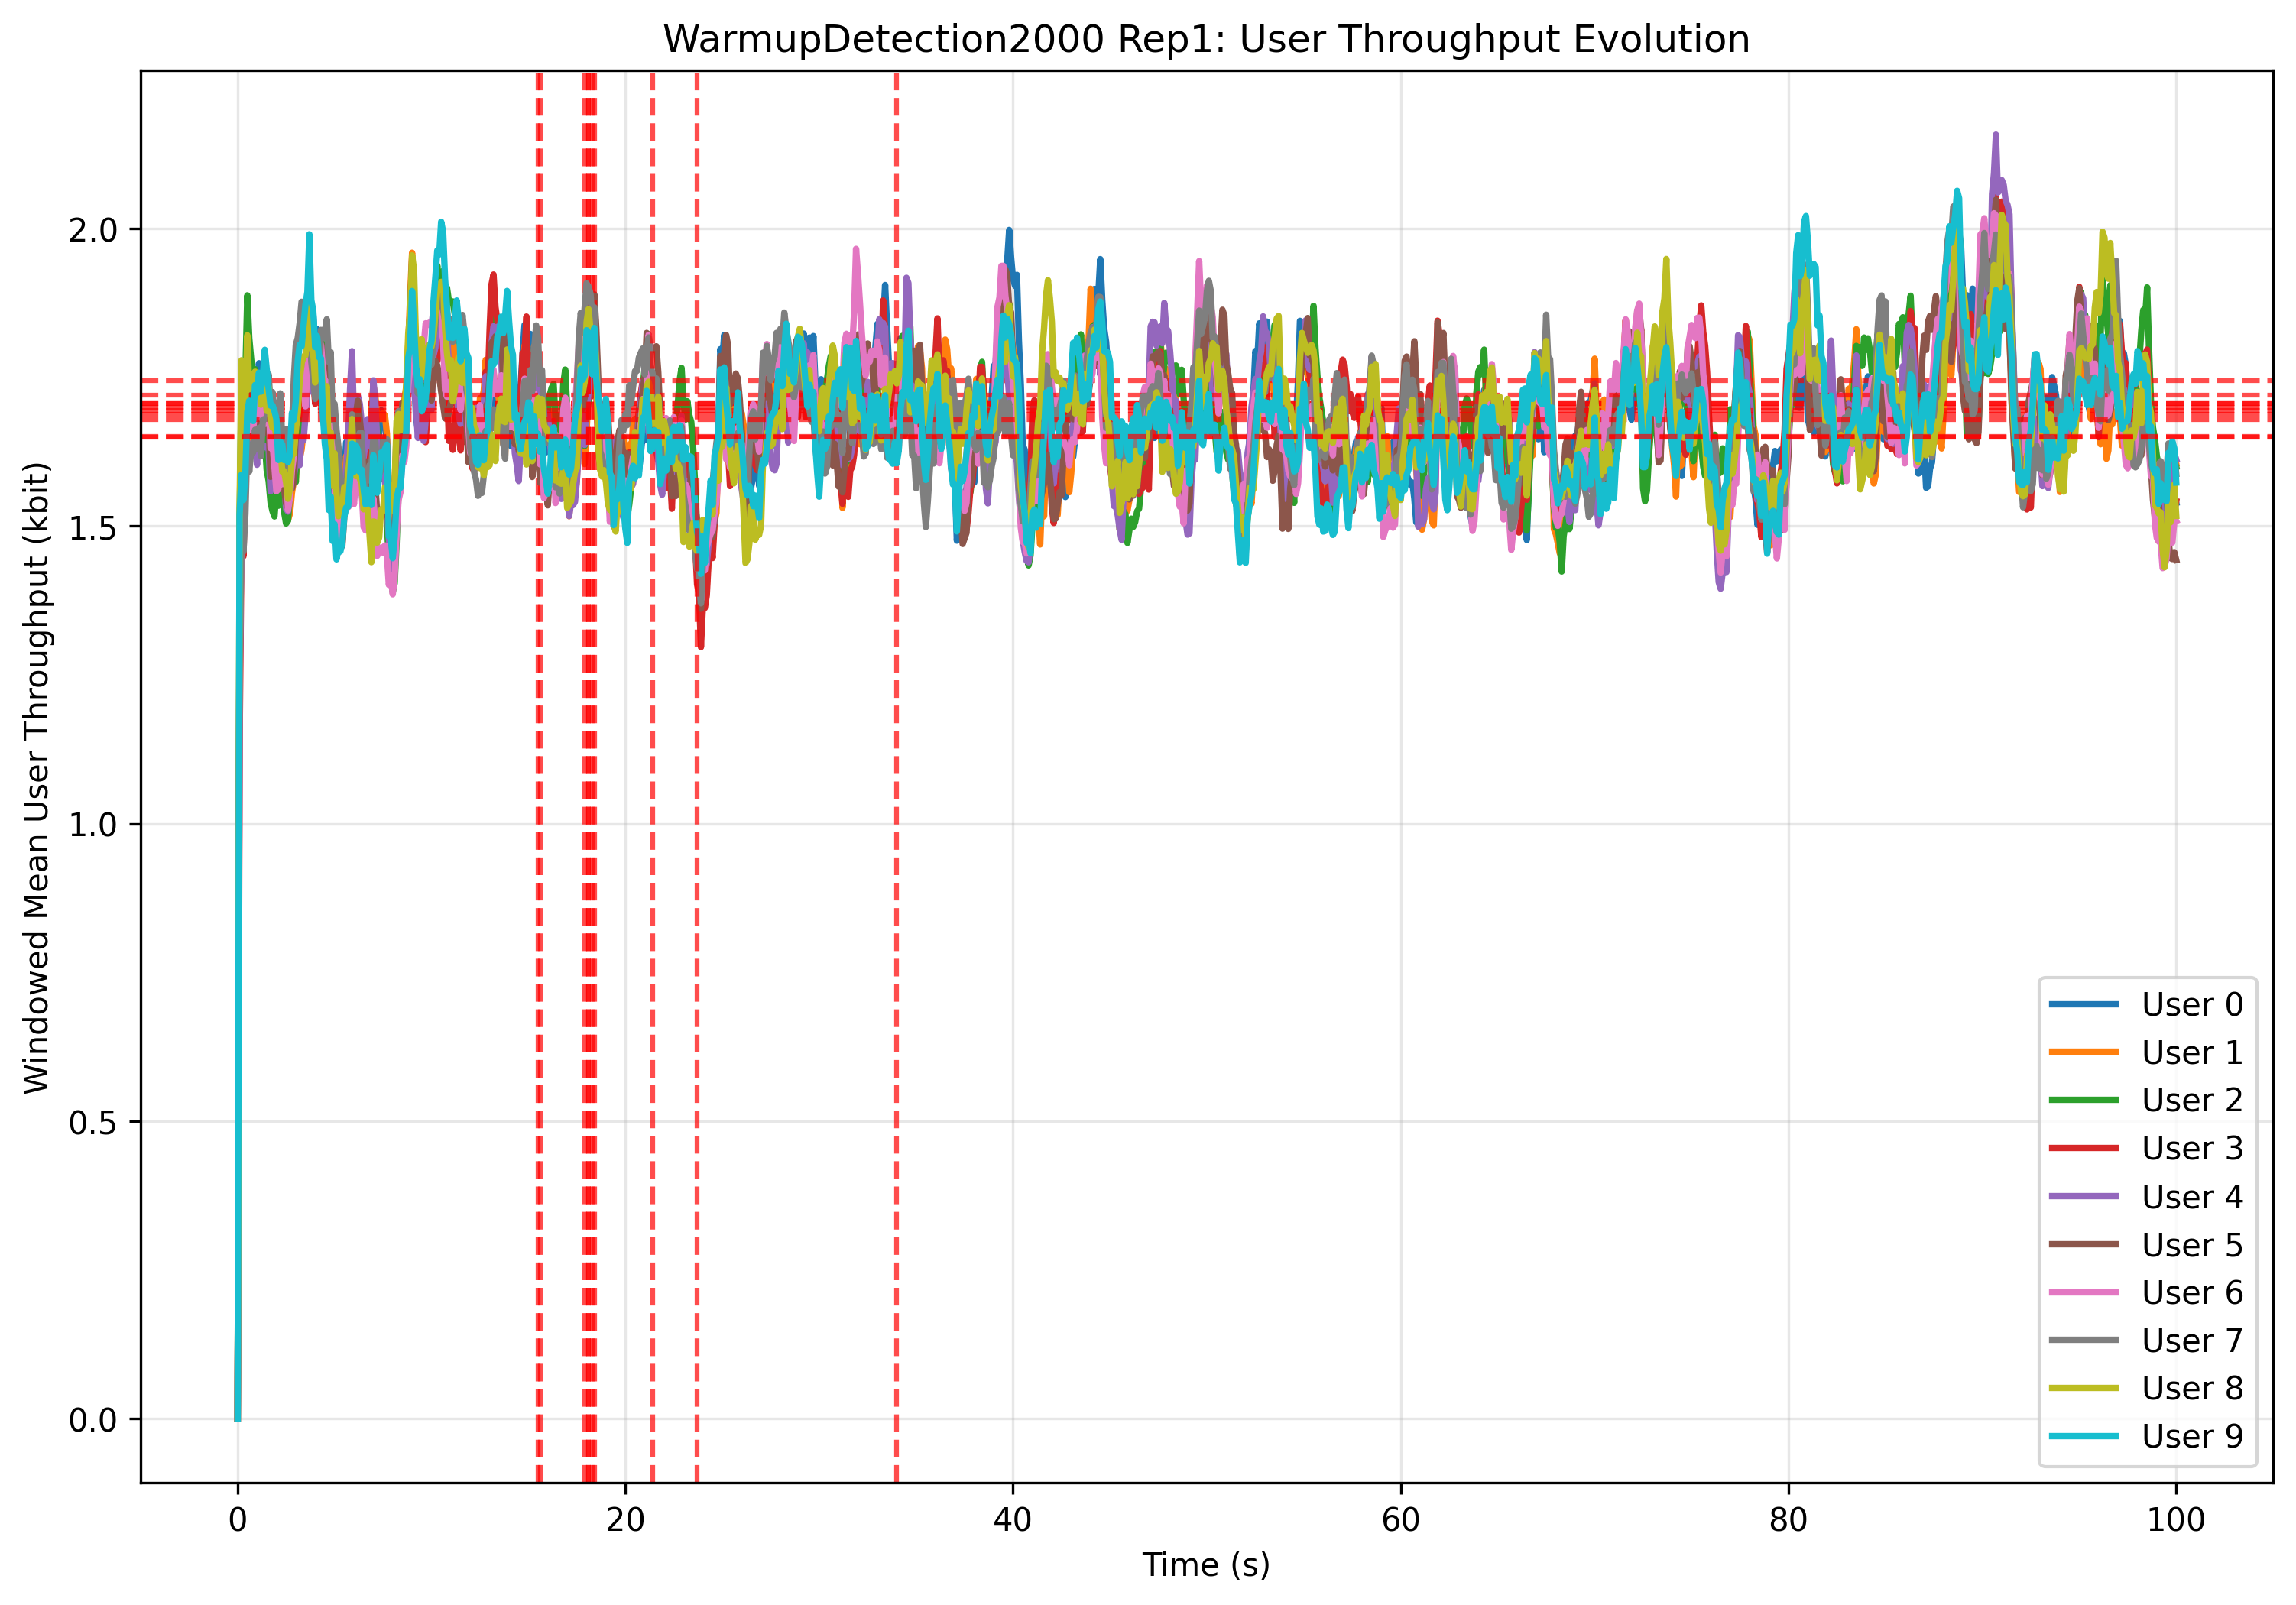 WarmupDetection2000 Rep1: User Throughput Evolution
Windowed Mean User Throughput (kbit)
2.0
1.5
1.0
0.5
0.0
User 0
User 1
User 2
User 3
User 4
User 5
User 6
User 7
User 8
User 9
0 20 40 60 80 100
Time (s)